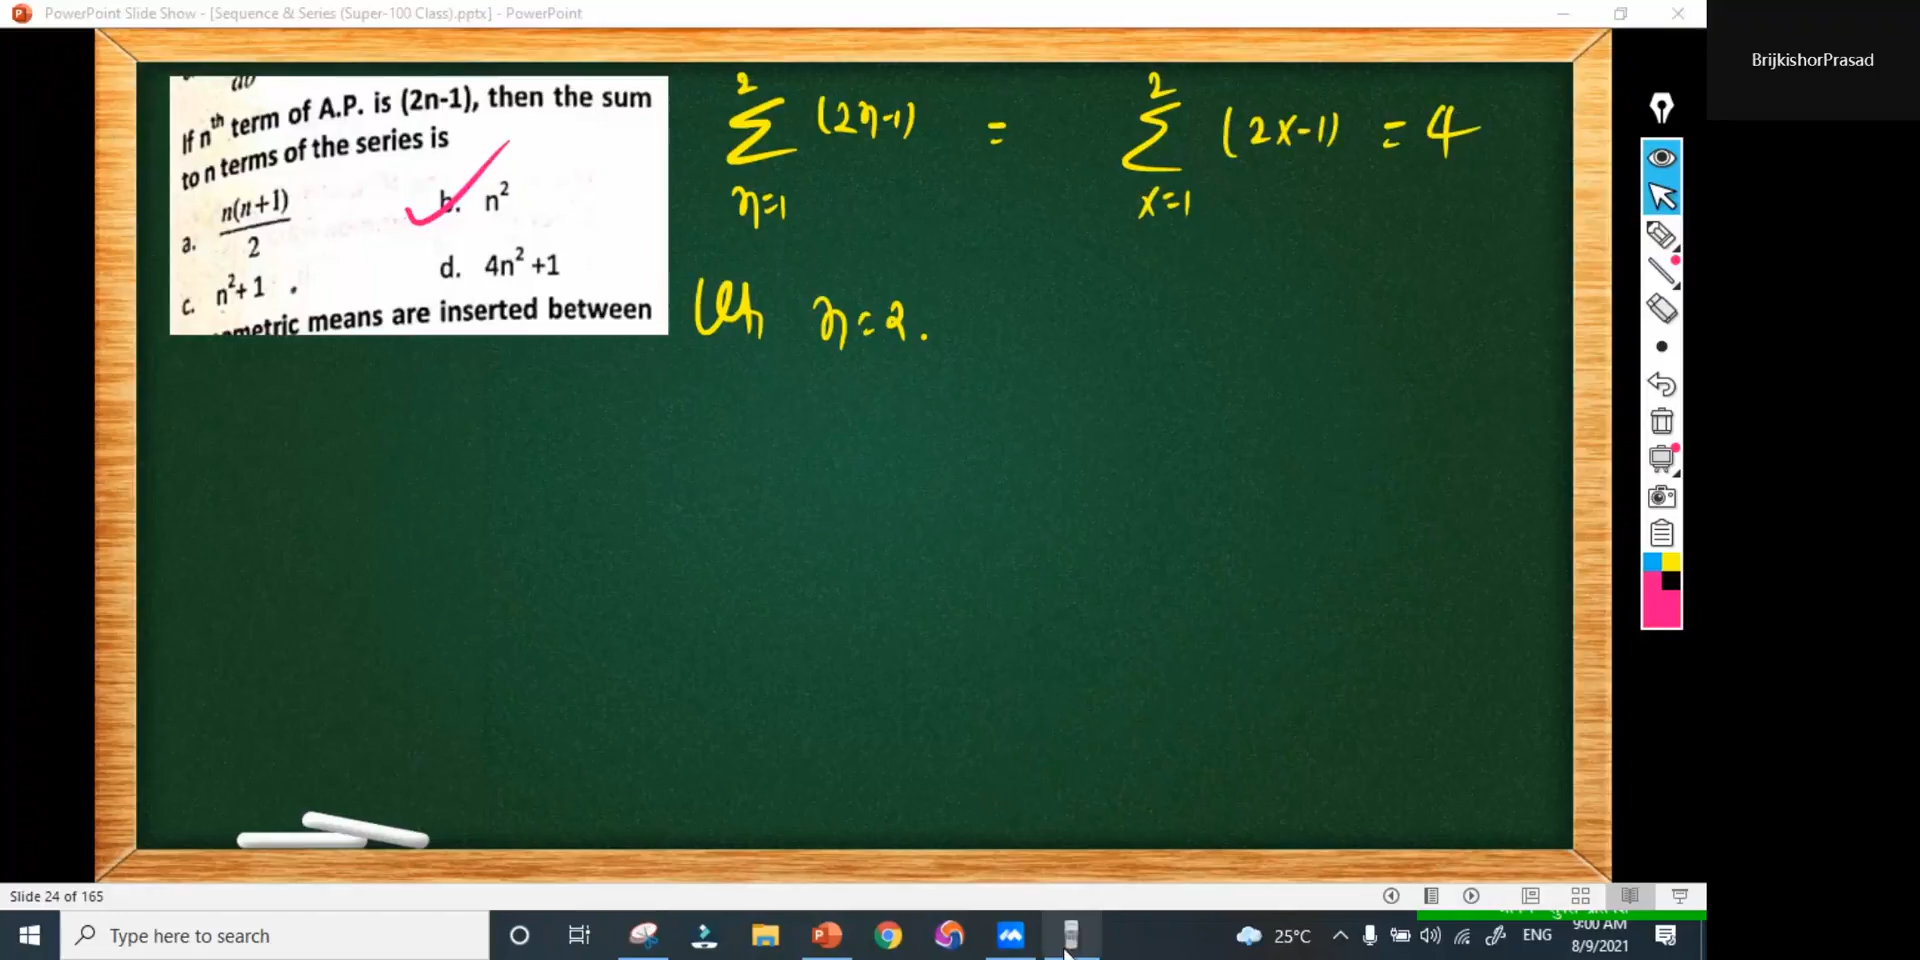 PowerPoint Slide Show - [Sequence & Series (Super-100 Class).pptx] - PowerPoint
BrijkishorPrasad
If nth term of A.P. is (2n-1), then the sum
to n terms of the series is
a. n(n+1)/2
b. n²
c. n²+1
d. 4n² +1
metric means are inserted between
2
∑ (2n-1) =
n=1
2
∑ (2x-1) = 4
x=1
n=2.
Slide 24 of 165
Type here to search
25°C
ENG
9:00 AM
8/9/2021